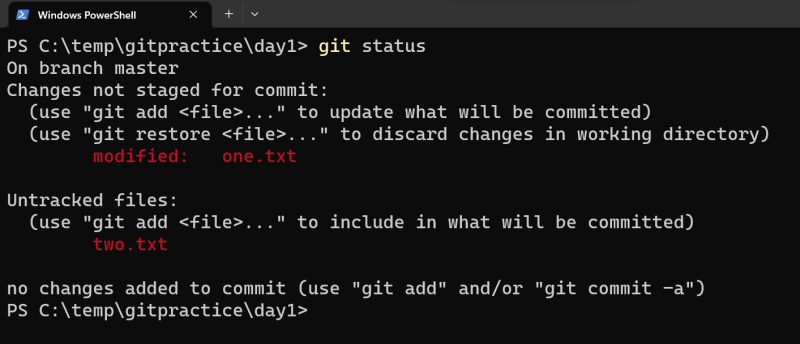 Windows PowerShell
PS C:\temp\gitpractice\day1> git status
On branch master
Changes not staged for commit:
  (use "git add <file>..." to update what will be committed)
  (use "git restore <file>..." to discard changes in working directory)
        modified:   one.txt

Untracked files:
  (use "git add <file>..." to include in what will be committed)
        two.txt

no changes added to commit (use "git add" and/or "git commit -a")
PS C:\temp\gitpractice\day1>